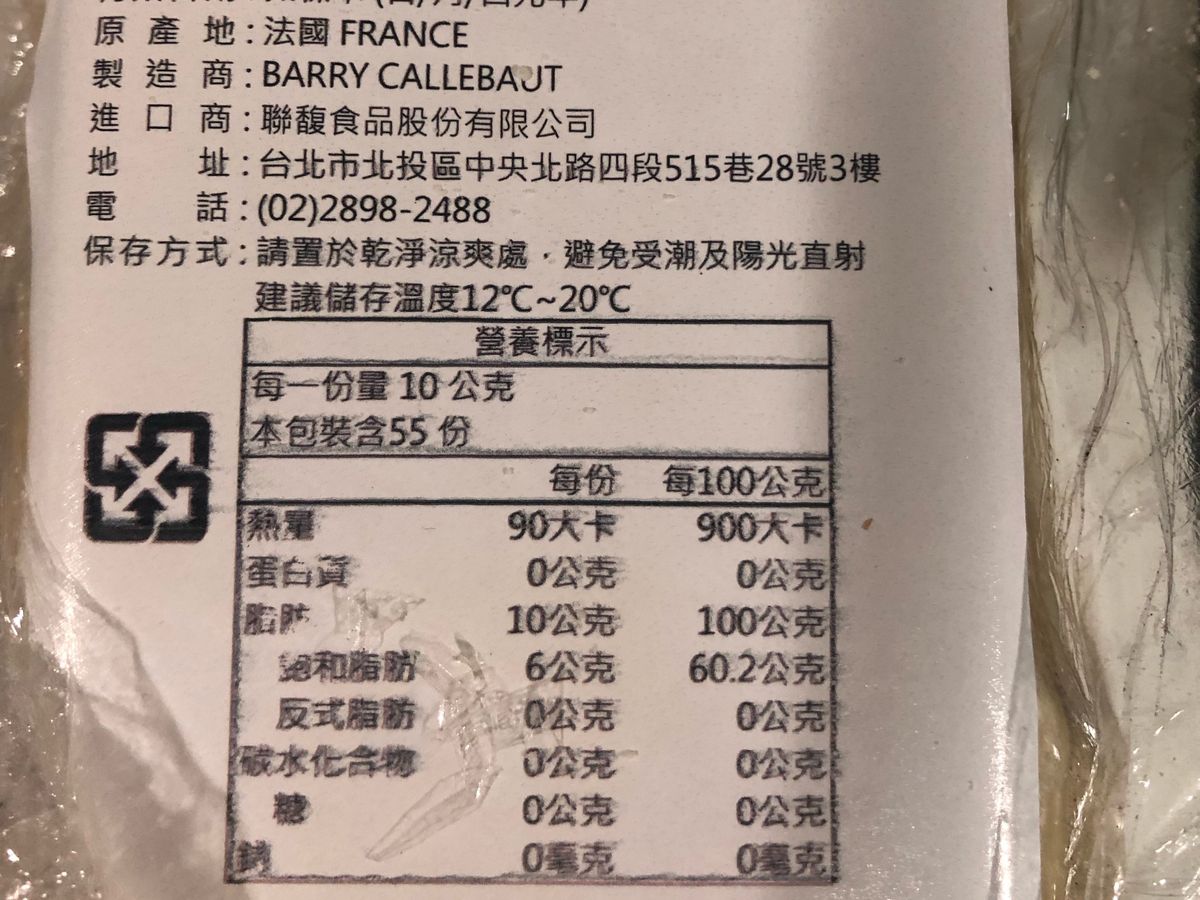 原產地:法國 FRANCE
製造商:BARRY CALLEBAUT
進口商:聯馥食品股份有限公司
地址:台北市北投區中央北路四段515巷28號3樓
電話:(02)2898-2488
保存方式:請置於乾淨涼爽處．避免受潮及陽光直射
建議儲存溫度12℃~20℃
營養標示
每一份量 10 公克
本包裝含55 份
每份 每100公克
熱量 90大卡 900大卡
蛋白質 0公克 0公克
脂肪 10公克 100公克
飽和脂肪 6公克 60.2公克
反式脂肪 0公克 0公克
碳水化合物 0公克 0公克
糖 0公克 0公克
鈉 0毫克 0毫克